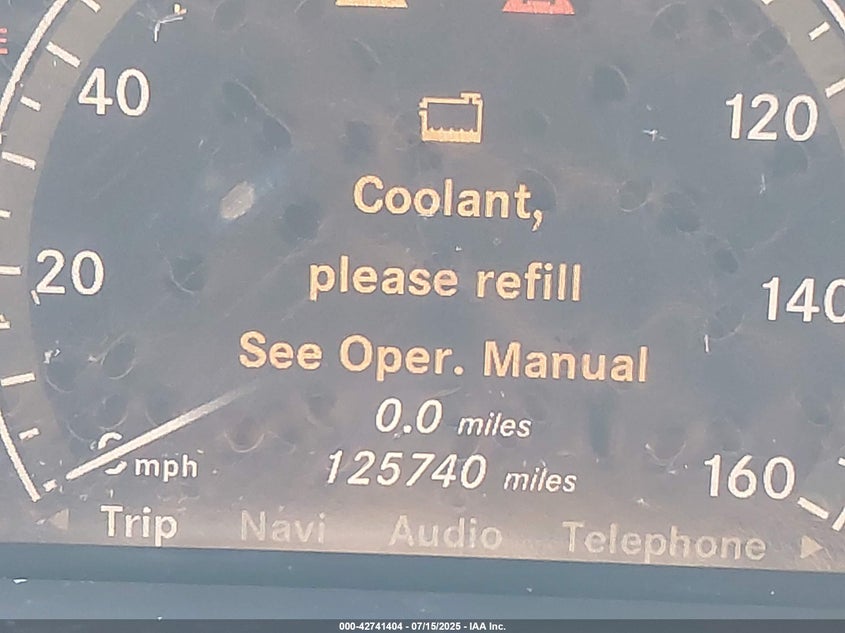 40
120
Coolant,
please refill
20
140
See Oper. Manual
0.0 miles
mph
125740 miles
160
Trip Navi Audio Telephone
000-42741404 - 07/15/2025 - IAA Inc.